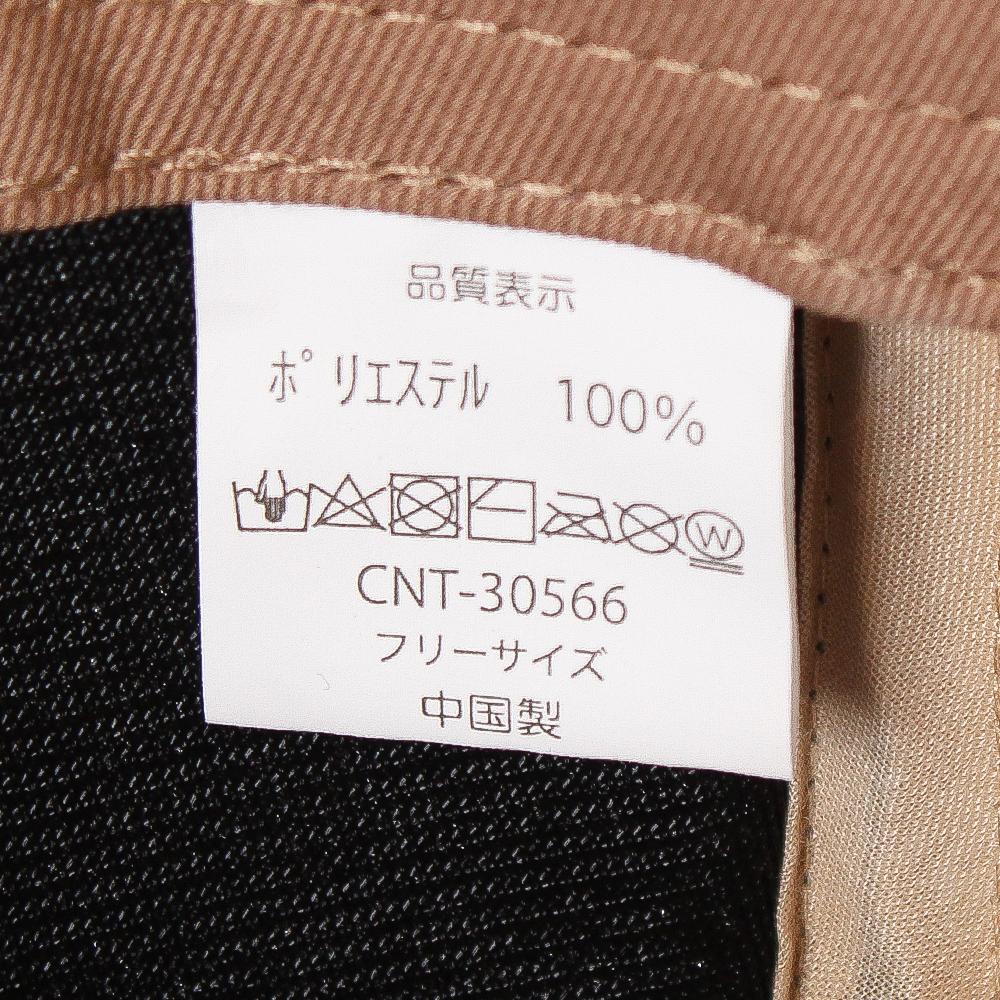 品質表示
ポリエステル 100%
W
CNT-30566
フリーサイズ
中国製